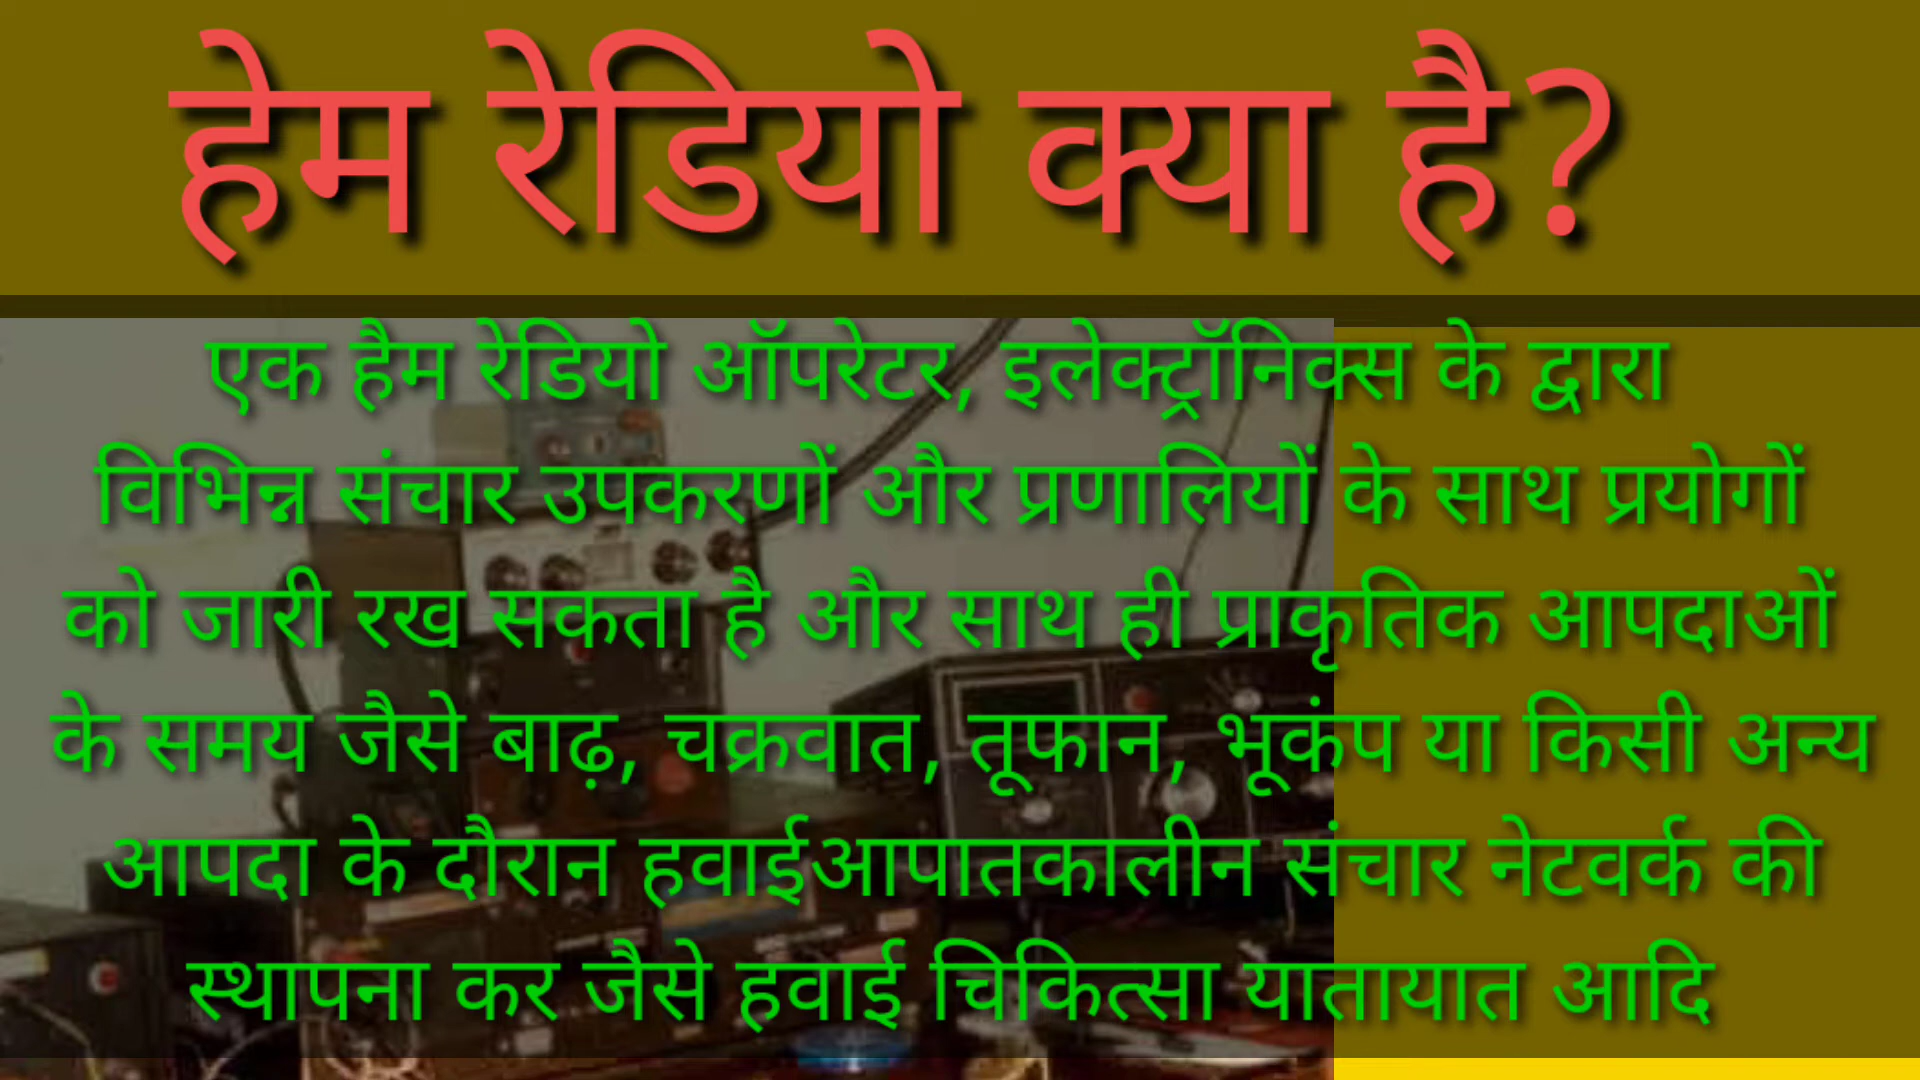 हेम रेडियो क्या है?
एक हैम रेडियो ऑपरेटर, इलेक्ट्रॉनिक्स के द्वारा
विभिन्न संचार उपकरणों और प्रणालियों के साथ प्रयोगों
को जारी रख सकता है और साथ ही प्राकृतिक आपदाओं
के समय जैसे बाढ़, चक्रवात, तूफान, भूकंप या किसी अन्य
आपदा के दौरान हवाईआपातकालीन संचार नेटवर्क की
स्थापना कर जैसे हवाई चिकित्सा यातायात आदि